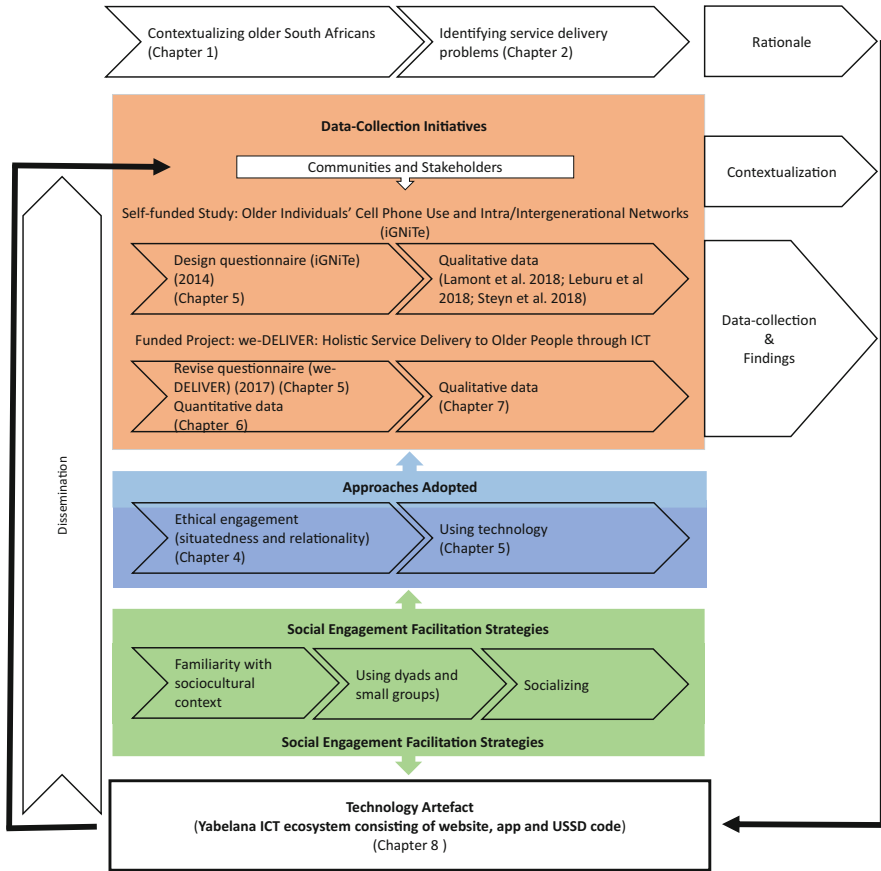 Contextualizing older South Africans
(Chapter 1)
Identifying service delivery
problems (Chapter 2)
Rationale
Data-Collection Initiatives
Communities and Stakeholders
Contextualization
Self-funded Study: Older Individuals' Cell Phone Use and Intra/Intergenerational Networks
(iGNiTe)
Design questionnaire (iGNiTe)
(2014)
(Chapter 5)
Qualitative data
(Lamont et al. 2018; Leburu et al
2018; Steyn et al. 2018)
Data-collection
&
Findings
Funded Project: we-DELIVER: Holistic Service Delivery to Older People through ICT
Revise questionnaire (we-
DELIVER) (2017) (Chapter 5)
Quantitative data
(Chapter 6)
Qualitative data
(Chapter 7)
Dissemination
Approaches Adopted
Ethical engagement
(situatedness and relationality)
(Chapter 4)
Using technology
(Chapter 5)
Social Engagement Facilitation Strategies
Familiarity with
sociocultural
context
Using dyads and
small groups)
Socializing
Social Engagement Facilitation Strategies
Technology Artefact
(Yabelana ICT ecosystem consisting of website, app and USSD code)
(Chapter 8 )